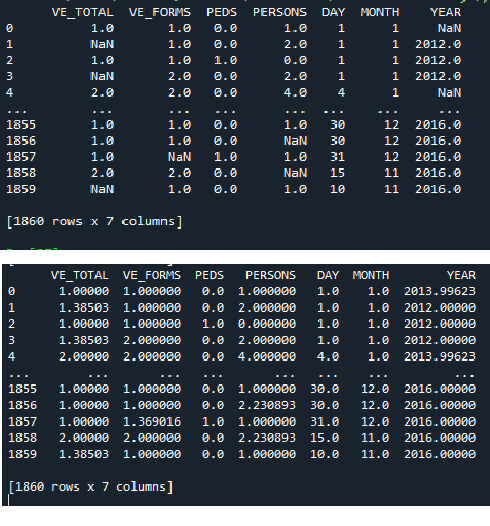 VE_TOTAL VE_FORMS PEDS PERSONS DAY MONTH YEAR
0 1.0 1.0 0.0 1.0 1 1 NaN
1 NaN 1.0 0.0 2.0 1 1 2012.0
2 1.0 1.0 1.0 0.0 1 1 2012.0
3 NaN 2.0 0.0 2.0 1 1 2012.0
4 2.0 2.0 0.0 4.0 4 1 NaN
... ... ... ... ... ... ... ...
1855 1.0 1.0 0.0 1.0 30 12 2016.0
1856 1.0 1.0 0.0 NaN 30 12 2016.0
1857 1.0 NaN 1.0 1.0 31 12 2016.0
1858 2.0 2.0 0.0 NaN 15 11 2016.0
1859 NaN 1.0 0.0 1.0 10 11 2016.0
[1860 rows x 7 columns]
VE_TOTAL VE_FORMS PEDS PERSONS DAY MONTH YEAR
0 1.00000 1.000000 0.0 1.000000 1.0 1.0 2013.99623
1 1.38503 1.000000 0.0 2.000000 1.0 1.0 2012.00000
2 1.00000 1.000000 1.0 0.000000 1.0 1.0 2012.00000
3 1.38503 2.000000 0.0 2.000000 1.0 1.0 2012.00000
4 2.00000 2.000000 0.0 4.000000 4.0 1.0 2013.99623
... ... ... ... ... ... ... ...
1855 1.00000 1.000000 0.0 1.000000 30.0 12.0 2016.00000
1856 1.00000 1.000000 0.0 2.230893 30.0 12.0 2016.00000
1857 1.00000 1.369016 1.0 1.000000 31.0 12.0 2016.00000
1858 2.00000 2.000000 0.0 2.230893 15.0 11.0 2016.00000
1859 1.38503 1.000000 0.0 1.000000 10.0 11.0 2016.00000
[1860 rows x 7 columns]